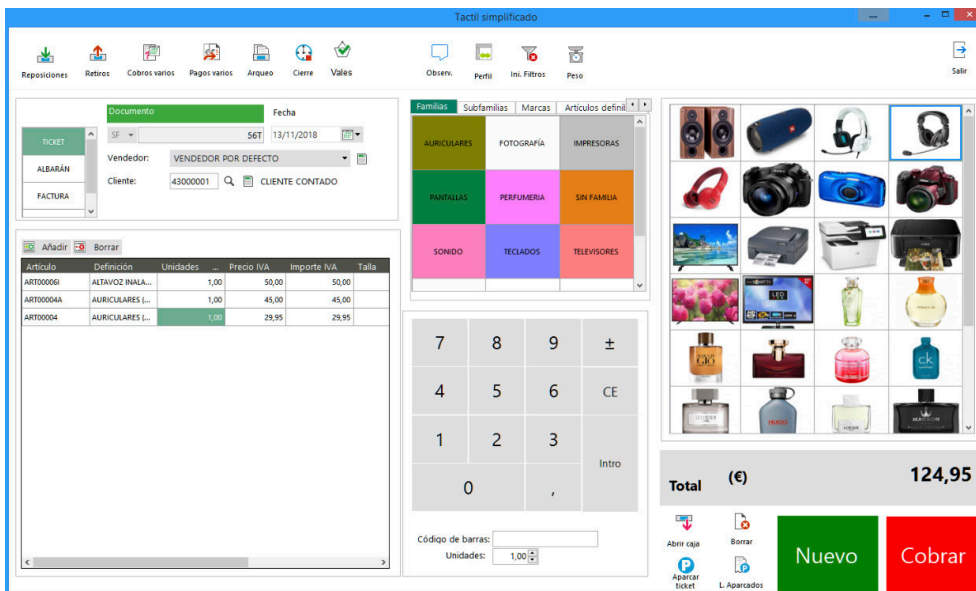 Tactil simplificado
Reposiciones
Retiros
Cobros varios
Pagos varios
Arqueo
Cierre
Vales
Observ.
Perfil
Ini. Filtros
Peso
Salir
Documento
Fecha
TICKET
ALBARÁN
FACTURA
SF
56T
13/11/2018
Vendedor:
VENDEDOR POR DEFECTO
Cliente:
43000001
CLIENTE CONTADO
Añadir
Borrar
Artículo Definición Unidades ... Precio IVA Importe IVA Talla
ART00006I ALTAVOZ INALA... 1,00 50,00 50,00
ART00004A AURICULARES (... 1,00 45,00 45,00
ART00004 AURICULARES (... 1,00 29,95 29,95
Familias Subfamilias Marcas Artículos definil
AURICULARES FOTOGRAFÍA IMPRESORAS
PANTALLAS PERFUMERIA SIN FAMILIA
SONIDO TECLADOS TELEVISORES
7 8 9 ±
4 5 6 CE
1 2 3
Intro
0 ,
Código de barras:
Unidades: 1,00
LED
GIO
ck
HUGO
Total (€) 124,95
Abrir caja
Borrar
Aparcar ticket
L. Aparcados
Nuevo
Cobrar